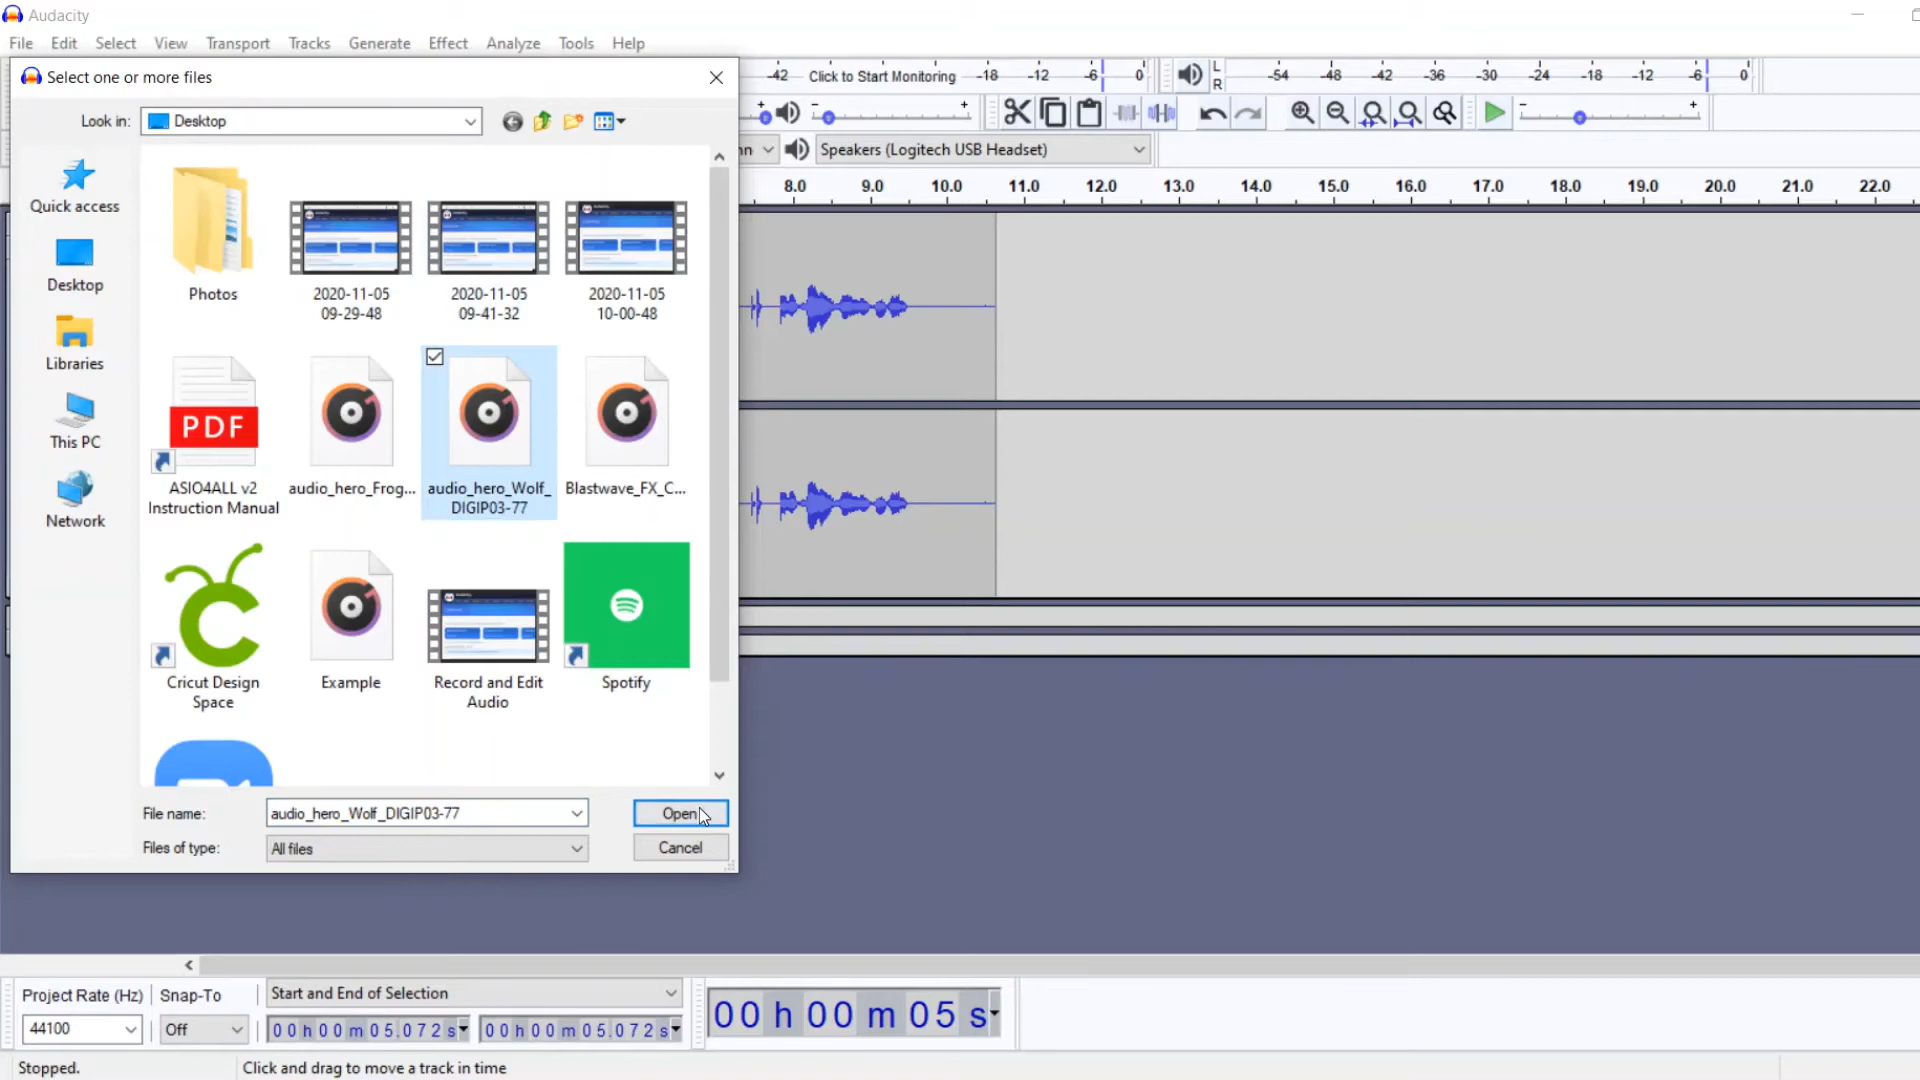 Audacity
File Edit Select View Transport Tracks Generate Effect Analyze Tools Help
Select one or more files
Look in: Desktop
Quick access
Desktop
Libraries
This PC
Network
Photos
2020-11-05
09-29-48
2020-11-05
09-41-32
2020-11-05
10-00-48
PDF
ASIO4ALL v2
Instruction Manual
audio_hero_Frog...
audio_hero_Wolf_
DIGIP03-77
Blastwave_FX_C...
Cricut Design
Space
Example
Record and Edit
Audio
Spotify
File name: audio_hero_Wolf_DIGIP03-77 Open
Files of type: All files Cancel
-42 Click to Start Monitoring -18 -12 -6 0
L
R
-54 -48 -42 -36 -30 -24 -18 -12 -6 0
Speakers (Logitech USB Headset)
8.0 9.0 10.0 11.0 12.0 13.0 14.0 15.0 16.0 17.0 18.0 19.0 20.0 21.0 22.0
Project Rate (Hz) Snap-To Start and End of Selection
44100 Off 00 h 00 m 05.072 s 00 h 00 m 05.072 s
00 h 00 m 05 s
Stopped. Click and drag to move a track in time